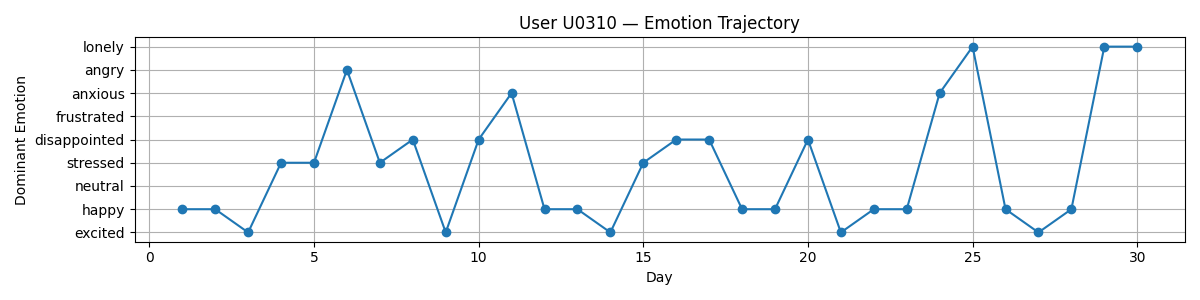 User U0310 — Emotion Trajectory
Dominant Emotion
lonely
angry
anxious
frustrated
disappointed
stressed
neutral
happy
excited
0 5 10 15 20 25 30
Day